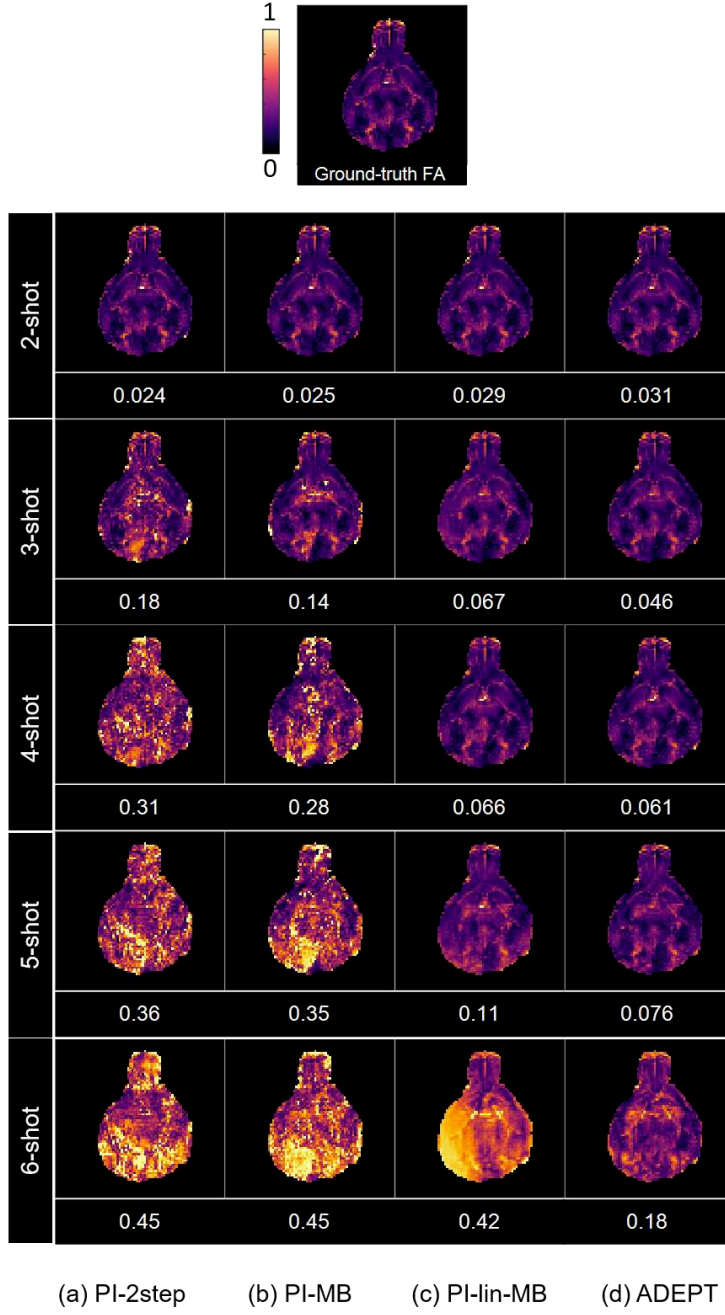 1
0
Ground-truth FA
2-shot
0.024 0.025 0.029 0.031
3-shot
0.18 0.14 0.067 0.046
4-shot
0.31 0.28 0.066 0.061
5-shot
0.36 0.35 0.11 0.076
6-shot
0.45 0.45 0.42 0.18
(a) PI-2step (b) PI-MB (c) PI-lin-MB (d) ADEPT